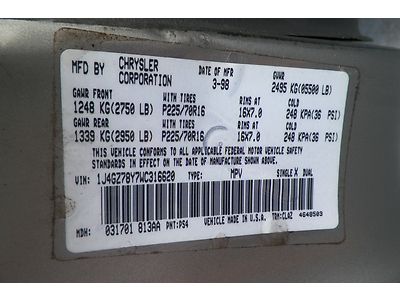 MFD BY CHRYSLER CORPORATION DATE OF MFR 3-98 GVWR 2495 KG(05500 LB)
GAWR FRONT WITH TIRES RIMS AT COLD
1248 KG(2750 LB) P225/70R16 16X7.0 248 KPA(36 PSI)
GAWR REAR WITH TIRES RIMS AT COLD
1339 KG(2950 LB) P225/70R16 16X7.0 248 KPA(36 PSI)
THIS VEHICLE CONFORMS TO ALL APPLICABLE FEDERAL MOTOR VEHICLE SAFETY
STANDARDS IN EFFECT ON THE DATE OF MANUFACTURE SHOWN ABOVE.
VIN: 1J4GZ78Y7WC316620 TYPE: MPV SINGLE X DUAL
VEHICLE MADE IN U.S.A. 4648503
MDH: 031701 813AA PNT:PS4 TRM:CLAZ